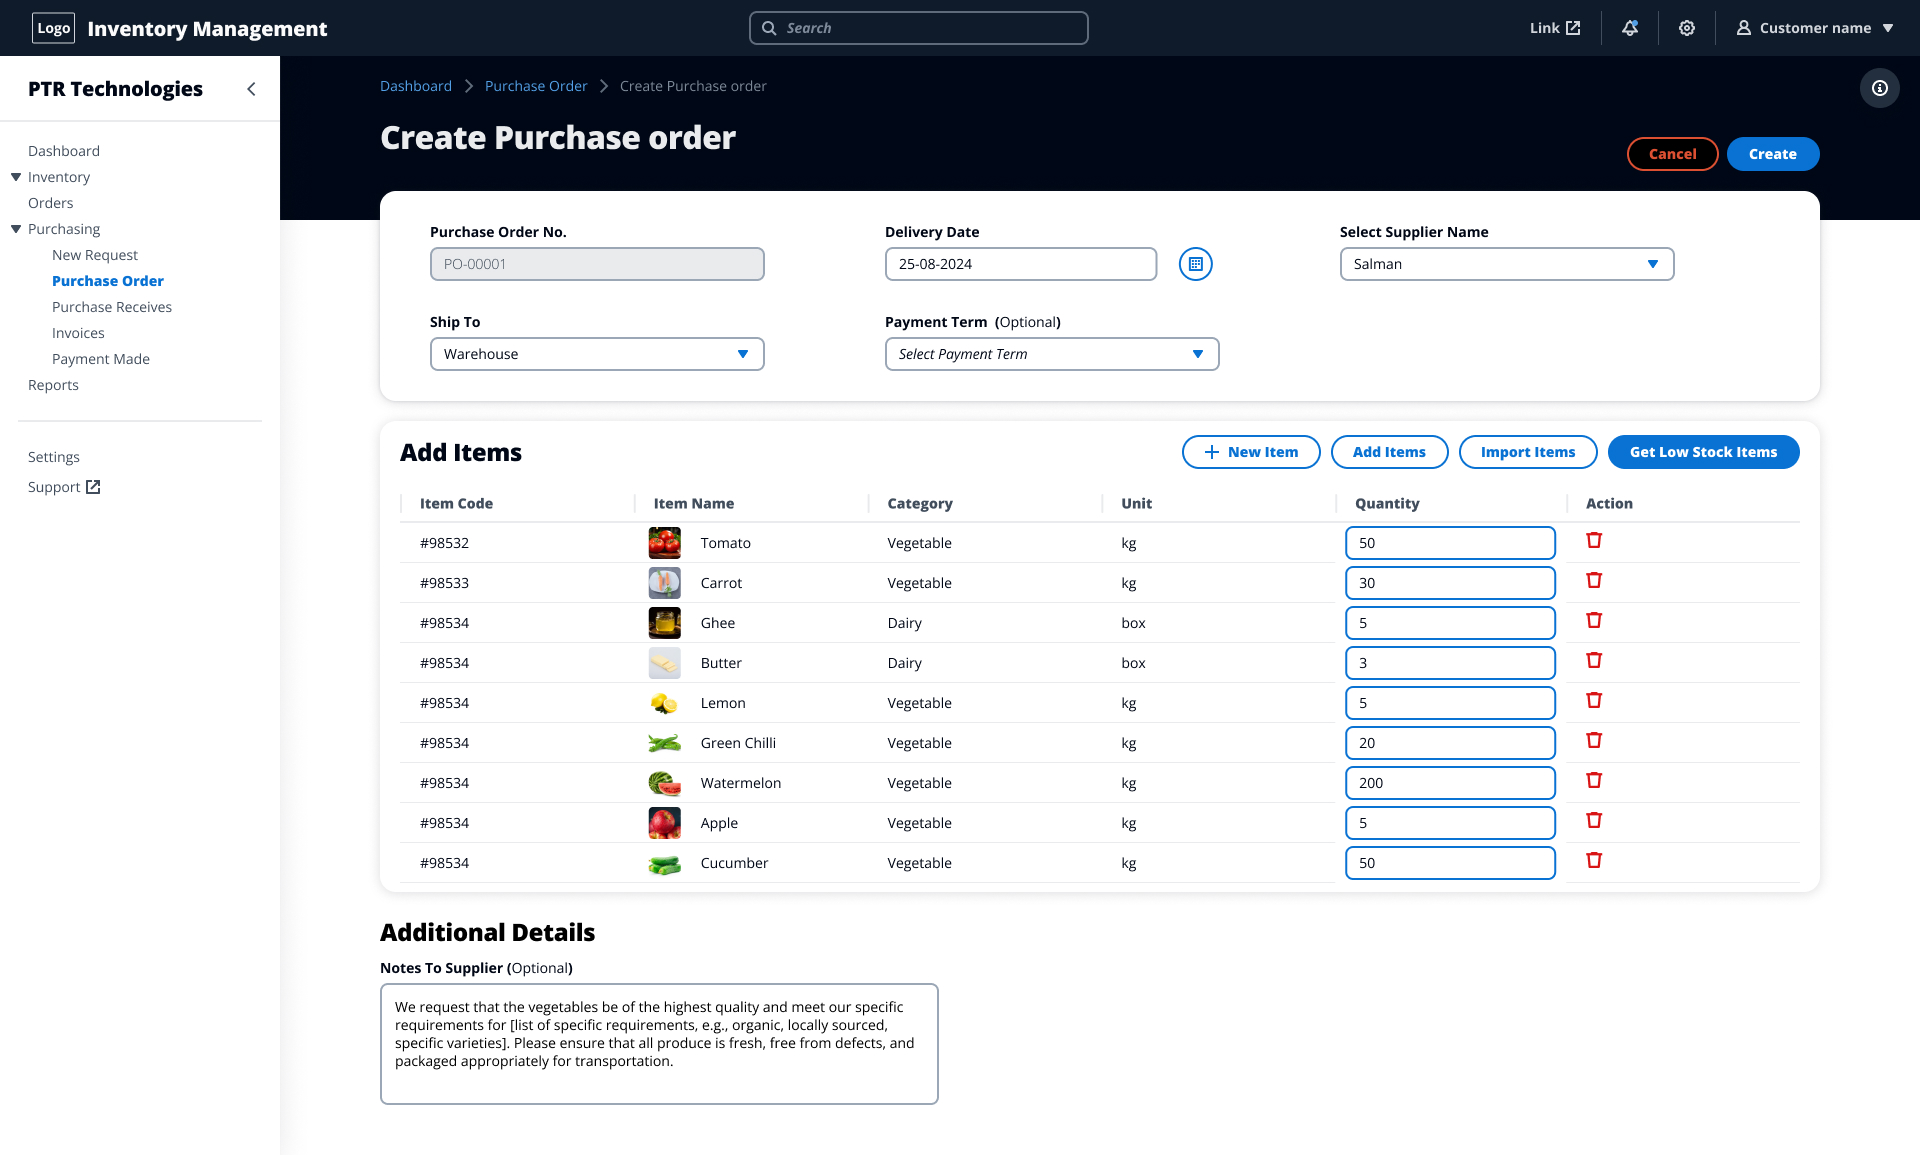 Logo Inventory Management
Search
Link
Customer name
PTR Technologies
Dashboard
Inventory
Orders
Purchasing
New Request
Purchase Order
Purchase Receives
Invoices
Payment Made
Reports
Settings
Support
Dashboard > Purchase Order > Create Purchase order
Create Purchase order
Cancel
Create
Purchase Order No.
PO-00001
Delivery Date
25-08-2024
Select Supplier Name
Salman
Ship To
Warehouse
Payment Term (Optional)
Select Payment Term
Add Items
New Item
Add Items
Import Items
Get Low Stock Items
Item Code Item Name Category Unit Quantity Action
#98532 Tomato Vegetable kg 50
#98533 Carrot Vegetable kg 30
#98534 Ghee Dairy box 5
#98534 Butter Dairy box 3
#98534 Lemon Vegetable kg 5
#98534 Green Chilli Vegetable kg 20
#98534 Watermelon Vegetable kg 200
#98534 Apple Vegetable kg 5
#98534 Cucumber Vegetable kg 50
Additional Details
Notes To Supplier (Optional)
We request that the vegetables be of the highest quality and meet our specific
requirements for [list of specific requirements, e.g., organic, locally sourced,
specific varieties]. Please ensure that all produce is fresh, free from defects, and
packaged appropriately for transportation.